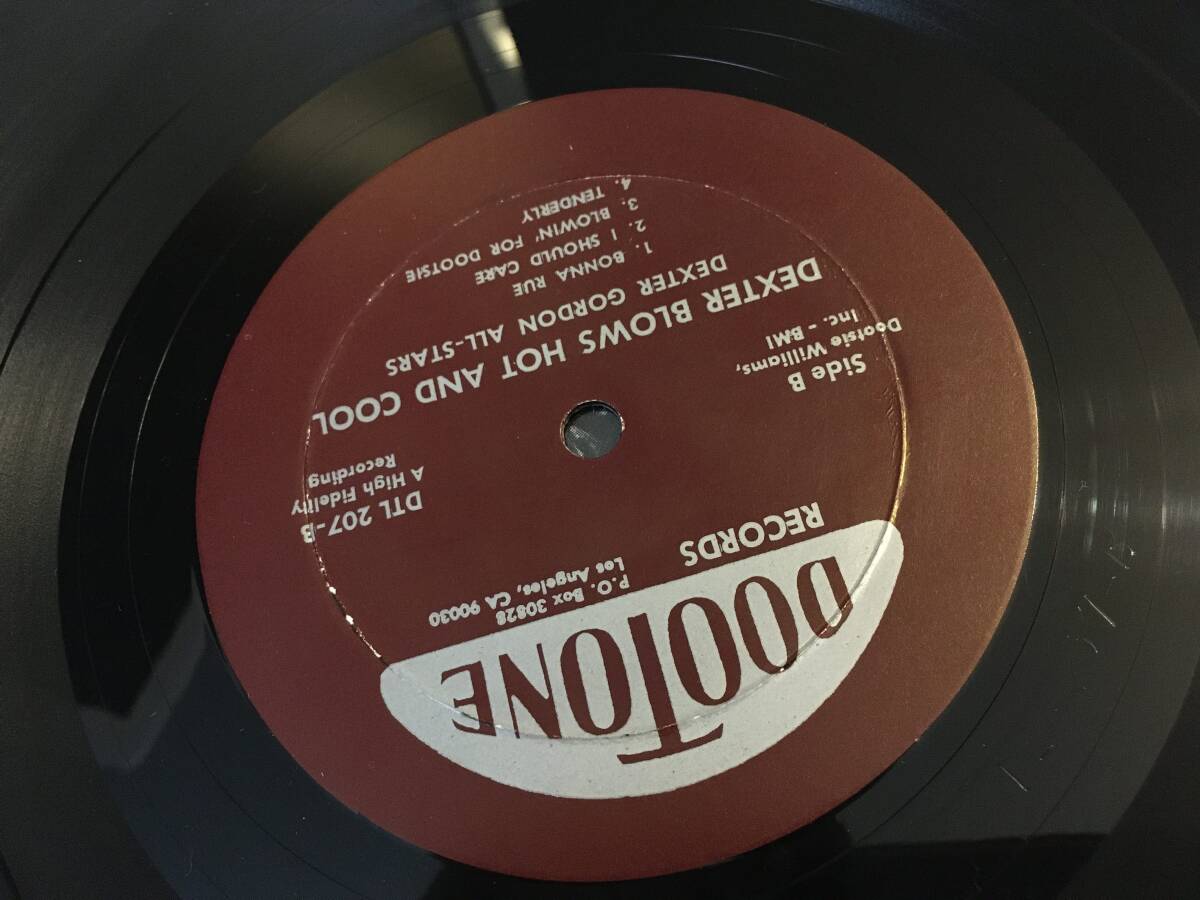 DOOTONE
RECORDS
P.O. Box 30828
Los Angeles, CA 90030
Side B
Dootsie Williams,
Inc. - BMI
DTL 207-B
A High Fidelity
Recording
DEXTER BLOWS HOT AND COOL
DEXTER GORDON ALL-STARS
1. BONNA RUE
2. I SHOULD CARE
3. BLOWIN' FOR DOOTSIE
4. TENDERLY